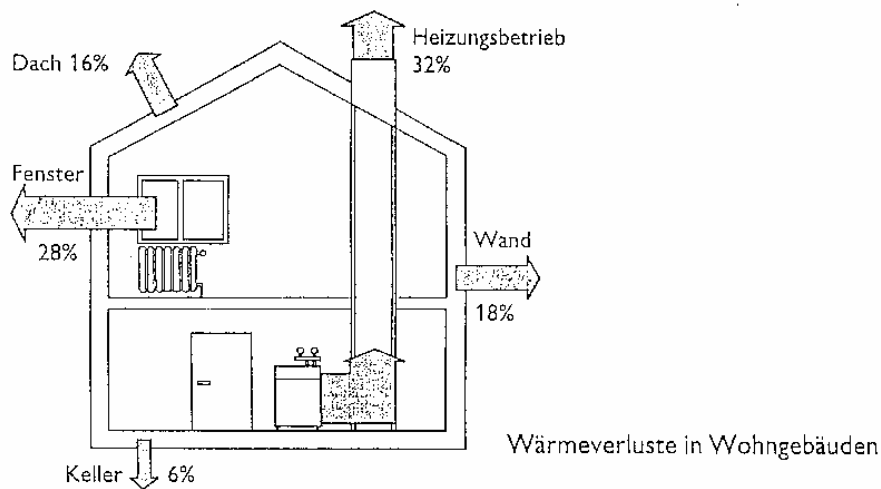 Heizungsbetrieb
32%
Dach 16%
Fenster
28%
Wand
18%
Keller 6%
Wärmeverluste in Wohngebäuden